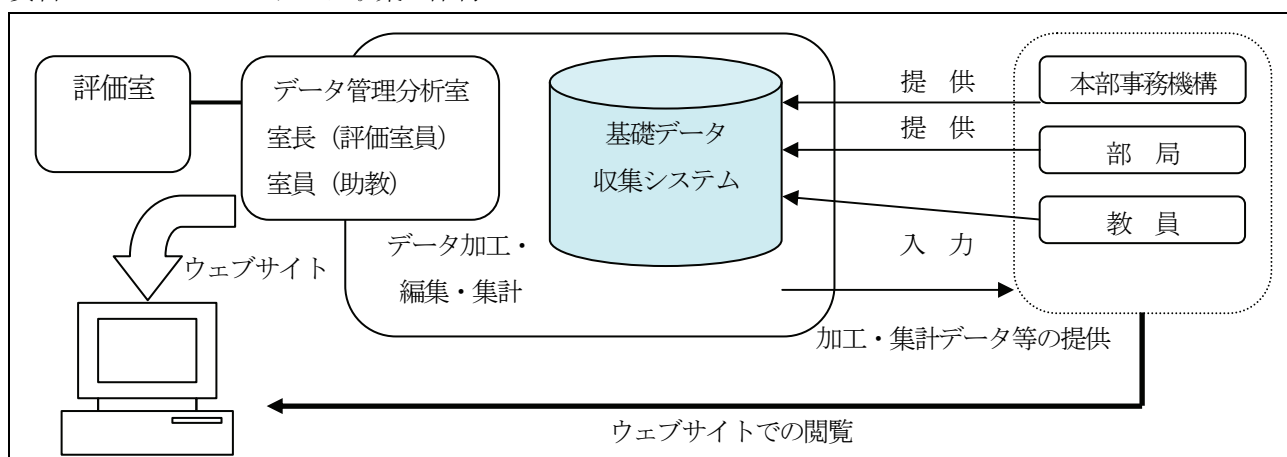 評価室
データ管理分析室
室長（評価室員）
室員（助教）
基礎データ
収集システム
提 供
提 供
入 力
本部事務機構
部 局
教 員
データ加工・
編集・集計
ウェブサイト
加工・集計データ等の提供
ウェブサイトでの閲覧